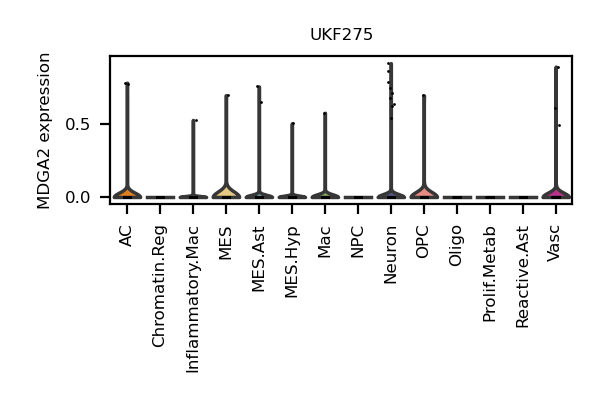 UKF275
MDGA2 expression
0.5
0.0
AC
Chromatin.Reg
Inflammatory.Mac
MES
MES.Ast
MES.Hyp
Mac
NPC
Neuron
OPC
Oligo
Prolif.Metab
Reactive.Ast
Vasc